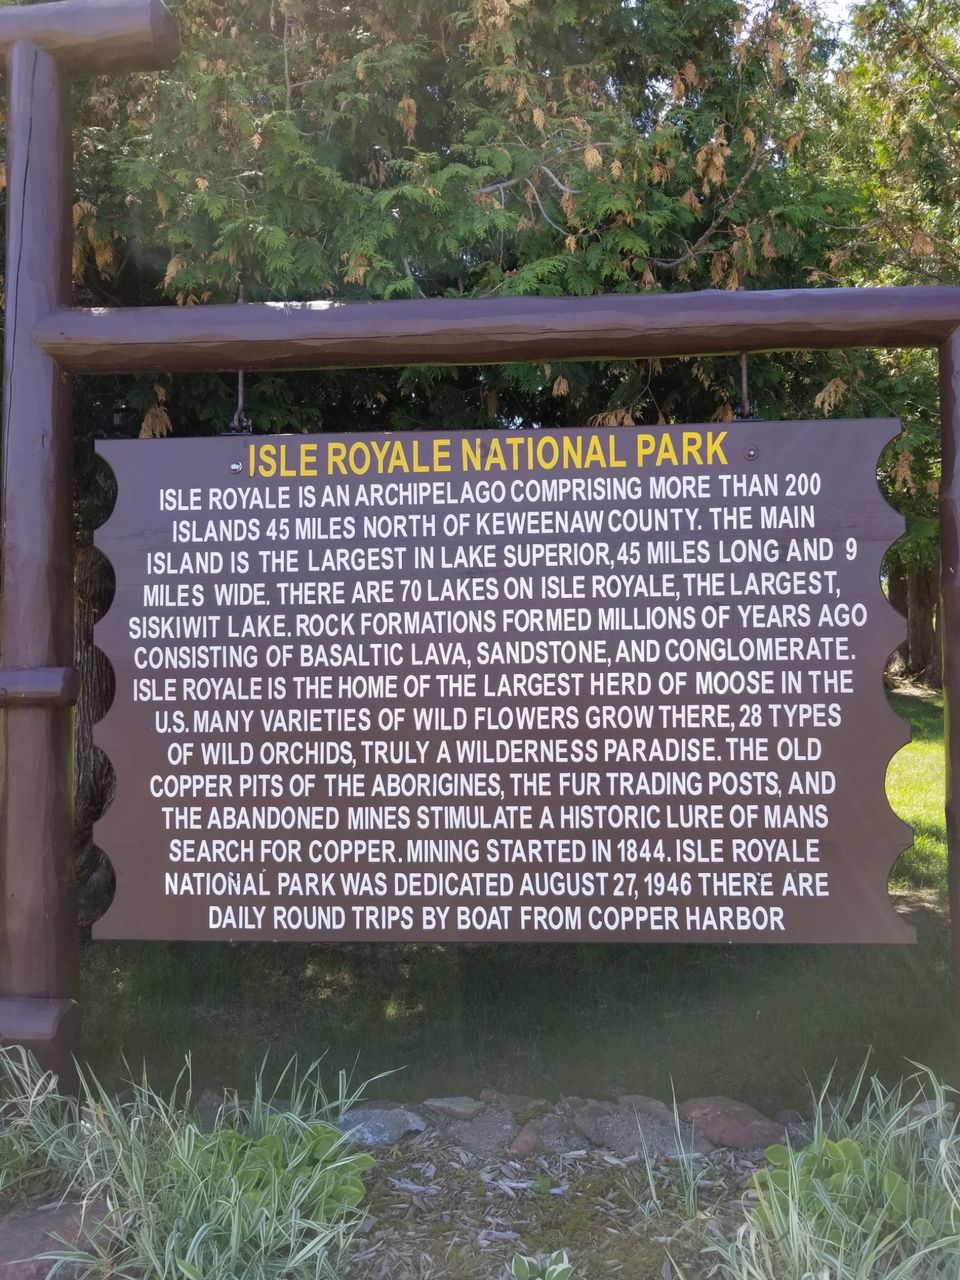 ISLE ROYALE NATIONAL PARK
ISLE ROYALE IS AN ARCHIPELAGO COMPRISING MORE THAN 200
ISLANDS 45 MILES NORTH OF KEWEENAW COUNTY. THE MAIN
ISLAND IS THE LARGEST IN LAKE SUPERIOR, 45 MILES LONG AND 9
MILES WIDE. THERE ARE 70 LAKES ON ISLE ROYALE, THE LARGEST,
SISKIWIT LAKE. ROCK FORMATIONS FORMED MILLIONS OF YEARS AGO
CONSISTING OF BASALTIC LAVA, SANDSTONE, AND CONGLOMERATE.
ISLE ROYALE IS THE HOME OF THE LARGEST HERD OF MOOSE IN THE
U.S. MANY VARIETIES OF WILD FLOWERS GROW THERE, 28 TYPES
OF WILD ORCHIDS, TRULY A WILDERNESS PARADISE. THE OLD
COPPER PITS OF THE ABORIGINES, THE FUR TRADING POSTS, AND
THE ABANDONED MINES STIMULATE A HISTORIC LURE OF MANS
SEARCH FOR COPPER. MINING STARTED IN 1844. ISLE ROYALE
NATIONAL PARK WAS DEDICATED AUGUST 27, 1946 THERE ARE
DAILY ROUND TRIPS BY BOAT FROM COPPER HARBOR